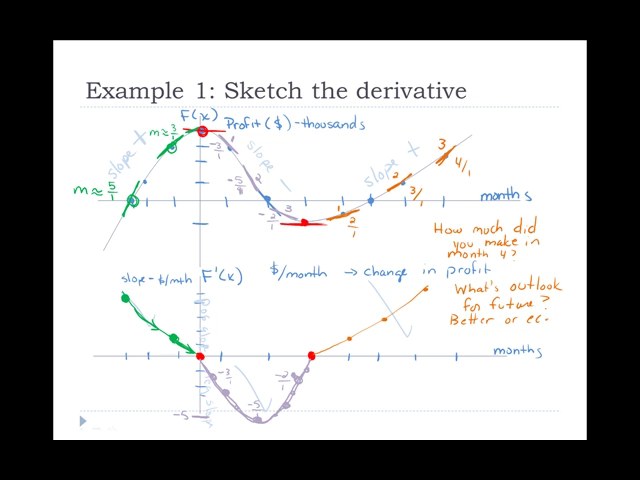 Example 1: Sketch the derivative
F(x) Profit ($) - thousands
m≈3/1
slope +
m≈5/1
-3/1
slope -
-5/1
-2/1
2/1
slope +
2
3/1
3
4/1
months
How much did
you make in
month 4?
slope - $/mth F'(x) $/month → change in profit
What's outlook
for future?
Better or
months
-3/1
-2/1
-5/1
-5